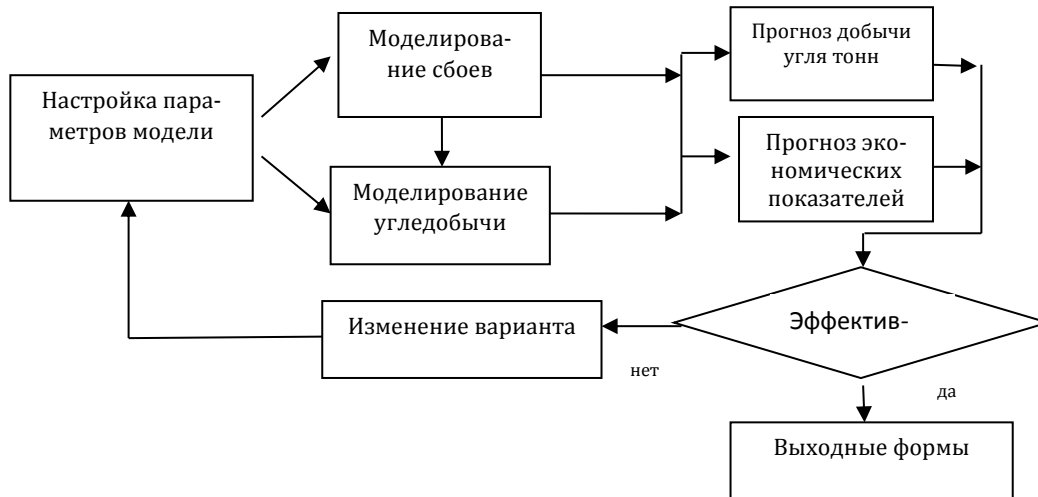 Настройка пара-
метров модели
Моделирова-
ние сбоев
Моделирование
угледобычи
Прогноз добычи
угля тонн
Прогноз эко-
номических
показателей
Эффектив-
Изменение варианта
нет
да
Выходные формы